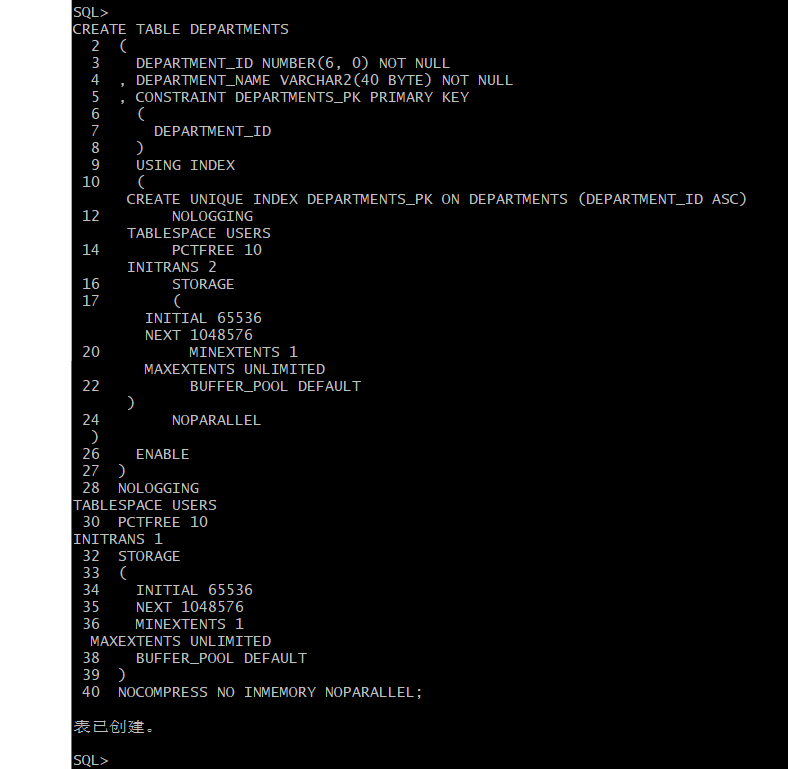 SQL>
CREATE TABLE DEPARTMENTS
2 (
3 DEPARTMENT_ID NUMBER(6, 0) NOT NULL
4 , DEPARTMENT_NAME VARCHAR2(40 BYTE) NOT NULL
5 , CONSTRAINT DEPARTMENTS_PK PRIMARY KEY
6 (
7 DEPARTMENT_ID
8 )
9 USING INDEX
10 (
CREATE UNIQUE INDEX DEPARTMENTS_PK ON DEPARTMENTS (DEPARTMENT_ID ASC)
12 NOLOGGING
TABLESPACE USERS
14 PCTFREE 10
INITRANS 2
16 STORAGE
17 (
INITIAL 65536
NEXT 1048576
20 MINEXTENTS 1
MAXEXTENTS UNLIMITED
22 BUFFER_POOL DEFAULT
)
24 NOPARALLEL
)
26 ENABLE
27 )
28 NOLOGGING
TABLESPACE USERS
30 PCTFREE 10
INITRANS 1
32 STORAGE
33 (
34 INITIAL 65536
35 NEXT 1048576
36 MINEXTENTS 1
MAXEXTENTS UNLIMITED
38 BUFFER_POOL DEFAULT
39 )
40 NOCOMPRESS NO INMEMORY NOPARALLEL;
表已创建。
SQL>